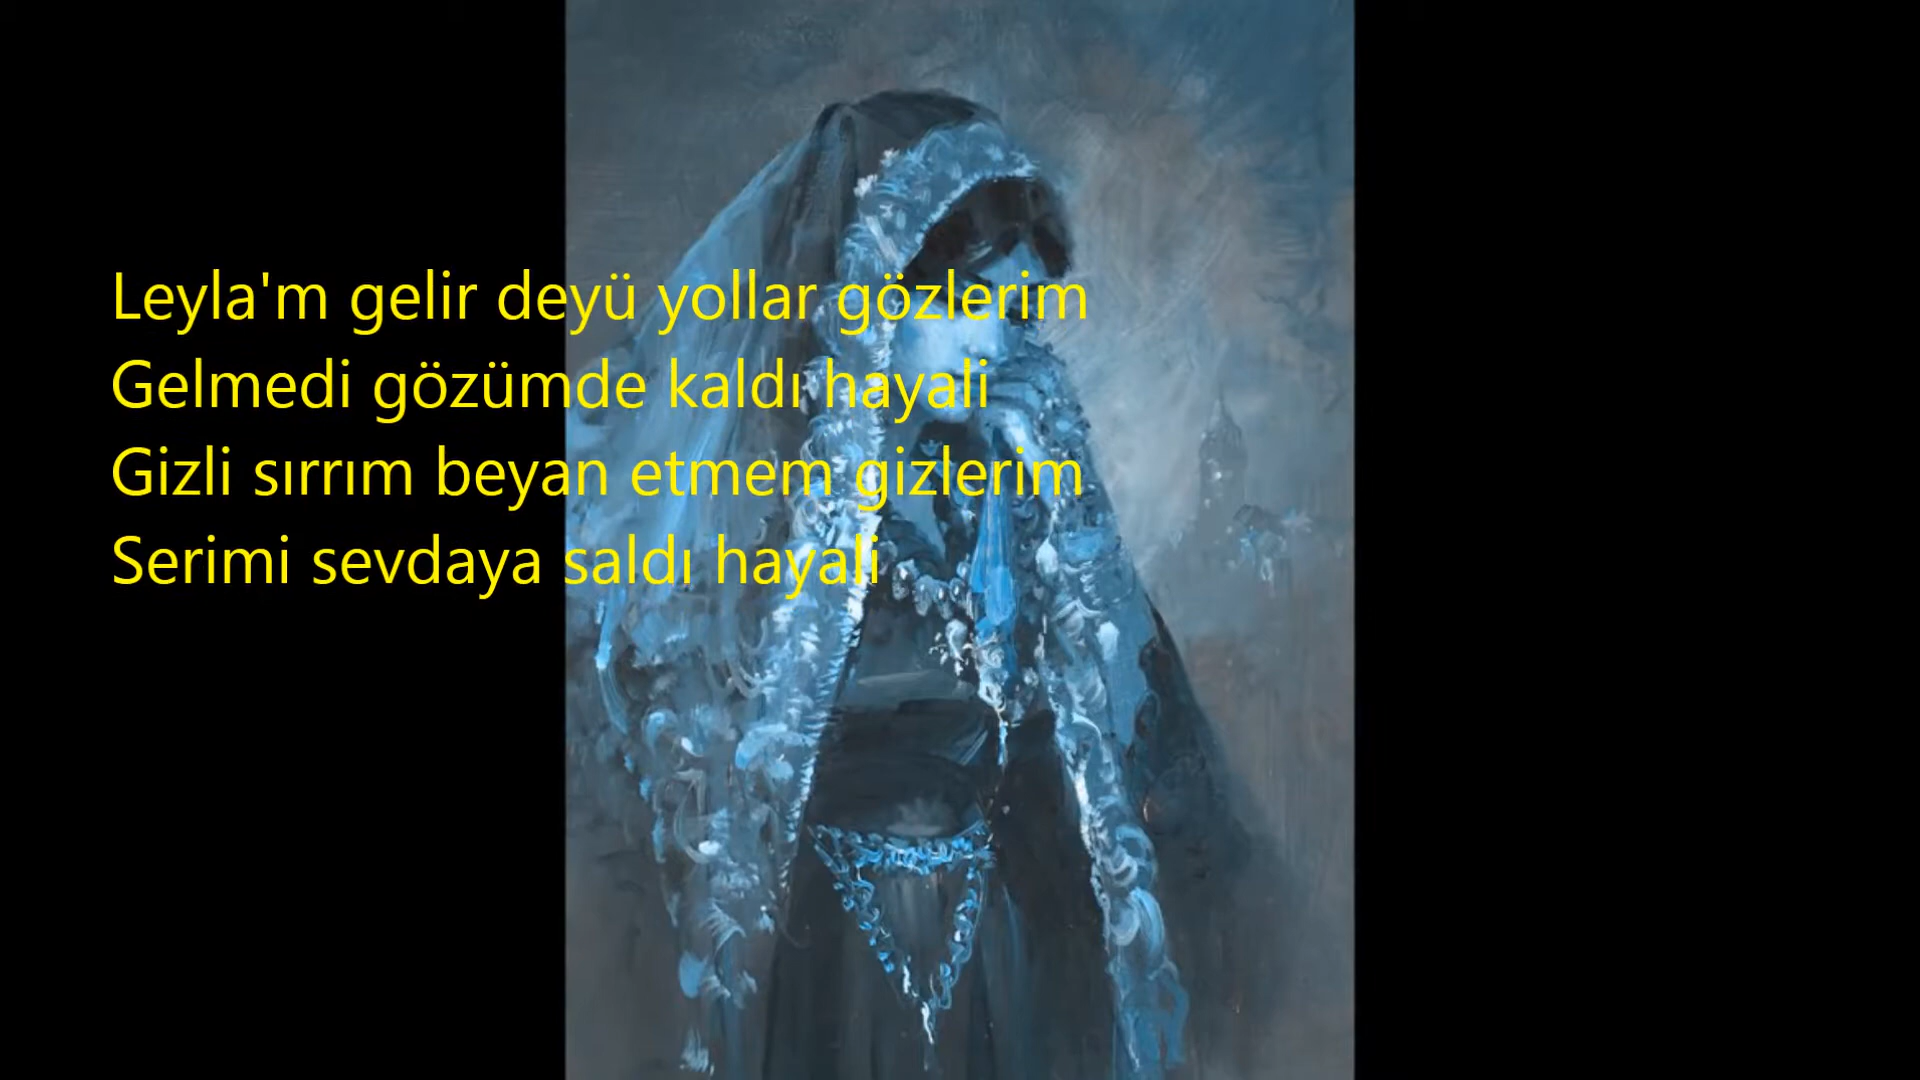 Leyla'm gelir deyü yollar gözlerim
Gelmedi gözümde kaldı hayali
Gizli sırrım beyan etmem gizlerim
Serimi sevdaya saldı hayali